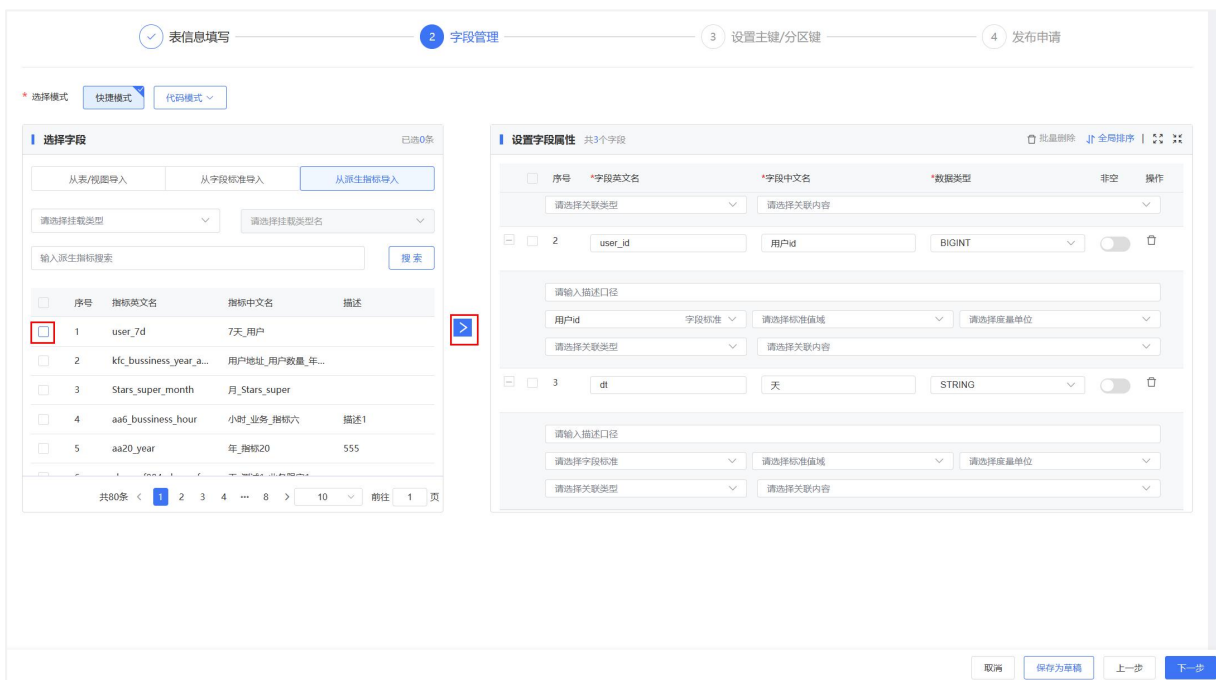 表信息填写
2 字段管理
3 设置主键/分区键
4 发布申请
* 选择模式 快捷模式 代码模式
选择字段 已选0条
从表/视图导入 从字段标准导入 从派生指标导入
请选择挂载类型 请选择挂载类型名
输入派生指标搜索 搜索
序号 指标英文名 指标中文名 描述
1 user_7d 7天_用户
2 kfc_bussiness_year_a... 用户地址_用户数量_年...
3 Stars_super_month 月_Stars_super
4 aa6_bussiness_hour 小时_业务_指标六 描述1
5 aa20_year 年_指标20 555
共80条 1 2 3 4 ... 8 10 前往 1 页
设置字段属性 共3个字段 批量删除 全局排序
序号 *字段英文名 *字段中文名 *数据类型 非空 操作
请选择关联类型 请选择关联内容
2 user_id 用户id BIGINT
请输入描述口径
用户id 字段标准 请选择标准值域 请选择度量单位
请选择关联类型 请选择关联内容
3 dt 天 STRING
请输入描述口径
请选择字段标准 请选择标准值域 请选择度量单位
请选择关联类型 请选择关联内容
取消 保存为草稿 上一步 下一步